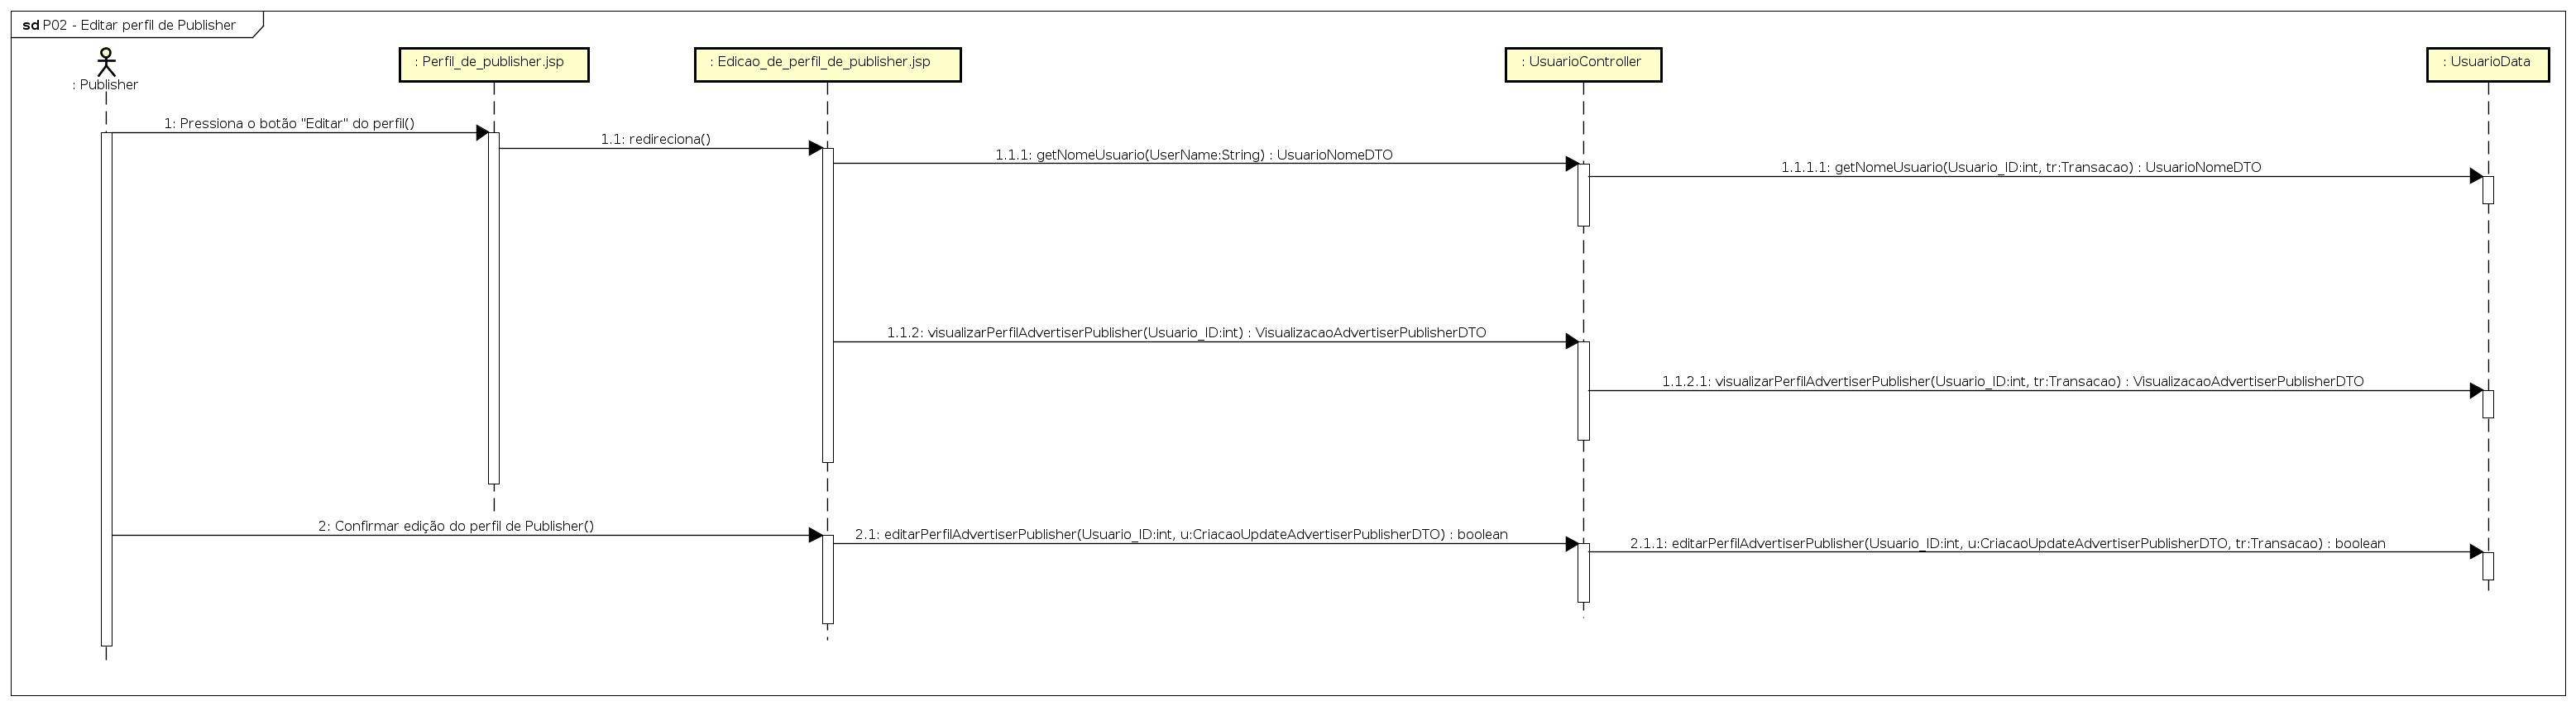 sd P02 - Editar perfil de Publisher
: Publisher
: Perfil_de_publisher.jsp
: Edicao_de_perfil_de_publisher.jsp
: UsuarioController
: UsuarioData
1: Pressiona o botão "Editar" do perfil()
1.1: redireciona()
1.1.1: getNomeUsuario(UserName:String) : UsuarioNomeDTO
1.1.1.1: getNomeUsuario(Usuario_ID:int, tr:Transacao) : UsuarioNomeDTO
1.1.2: visualizarPerfilAdvertiserPublisher(Usuario_ID:int) : VisualizacaoAdvertiserPublisherDTO
1.1.2.1: visualizarPerfilAdvertiserPublisher(Usuario_ID:int, tr:Transacao) : VisualizacaoAdvertiserPublisherDTO
2: Confirmar edição do perfil de Publisher()
2.1: editarPerfilAdvertiserPublisher(Usuario_ID:int, u:CriacaoUpdateAdvertiserPublisherDTO) : boolean
2.1.1: editarPerfilAdvertiserPublisher(Usuario_ID:int, u:CriacaoUpdateAdvertiserPublisherDTO, tr:Transacao) : boolean